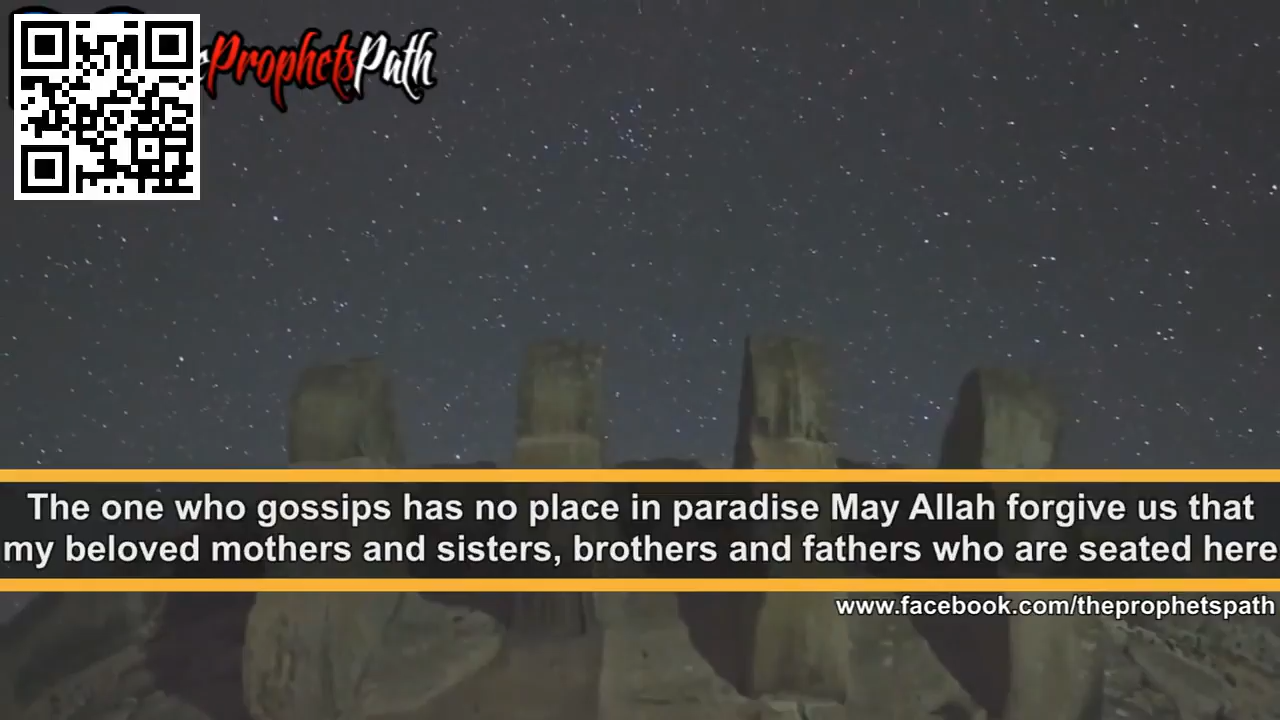 ProphetsPath
The one who gossips has no place in paradise May Allah forgive us that
my beloved mothers and sisters, brothers and fathers who are seated here
www.facebook.com/theprophetspath